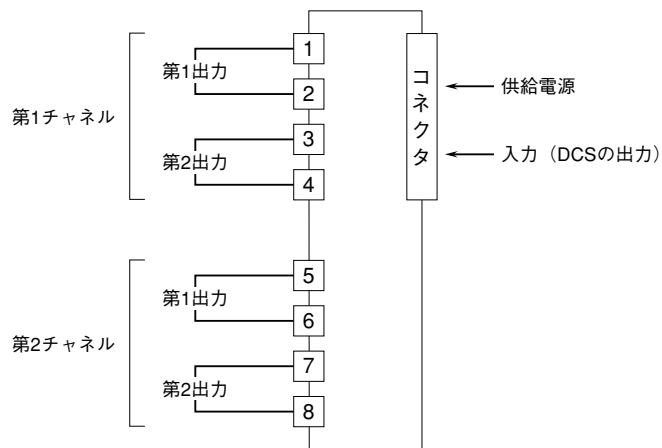 第1チャネル
第1出力
1
2
第2出力
3
4
第2チャネル
第1出力
5
6
第2出力
7
8
コネクタ
供給電源
入力（DCSの出力）